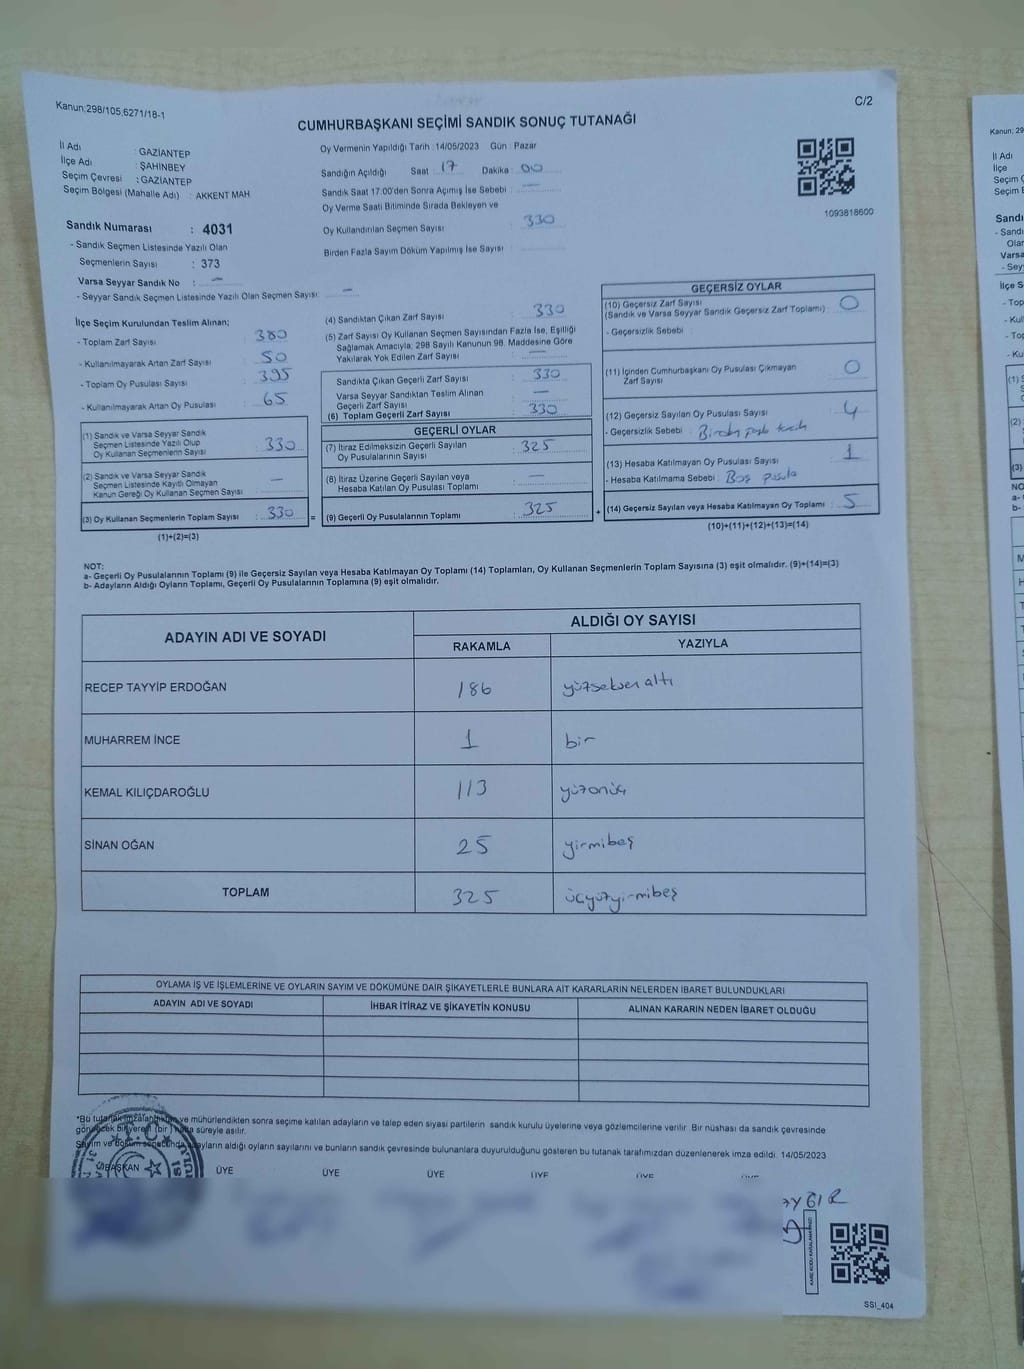 Kanun:298/105,6271/18-1
C/2
CUMHURBAŞKANI SEÇİMİ SANDIK SONUÇ TUTANAĞI
İl Adı : GAZİANTEP
İlçe Adı : ŞAHİNBEY
Seçim Çevresi : GAZİANTEP
Seçim Bölgesi (Mahalle Adı) : AKKENT MAH
Oy Vermenin Yapıldığı Tarih :14/05/2023 Gün : Pazar
Sandığın Açıldığı Saat : 17 Dakika : 00
Sandık Saat 17:00'den Sonra Açımış İse Sebebi : —
Oy Verme Saati Bitiminde Sırada Bekleyen ve
Oy Kullandırılan Seçmen Sayısı : 330
Birden Fazla Sayım Döküm Yapılmış İse Sayısı :
1093818600
Sandık Numarası : 4031
- Sandık Seçmen Listesinde Yazılı Olan
Seçmenlerin Sayısı : 373
Varsa Seyyar Sandık No : —
- Seyyar Sandık Seçmen Listesinde Yazılı Olan Seçmen Sayısı: —
İlçe Seçim Kurulundan Teslim Alınan;
- Toplam Zarf Sayısı : 380
- Kullanılmayarak Artan Zarf Sayısı : 50
- Toplam Oy Pusulası Sayısı : 395
- Kullanılmayarak Artan Oy Pusulası : 65
(1) Sandık ve Varsa Seyyar Sandık
Seçmen Listesinde Yazılı Olup
Oy Kullanan Seçmenlerin Sayısı : 330
(2) Sandık ve Varsa Seyyar Sandık
Seçmen Listesinde Kayıtlı Olmayan
Kanun Gereği Oy Kullanan Seçmen Sayısı : —
(3) Oy Kullanan Seçmenlerin Toplam Sayısı : 330
(1)+(2)=(3)
(4) Sandıktan Çıkan Zarf Sayısı : 330
(5) Zarf Sayısı Oy Kullanan Seçmen Sayısından Fazla İse, Eşitliği
Sağlamak Amacıyla; 298 Sayılı Kanunun 98. Maddesine Göre
Yakılarak Yok Edilen Zarf Sayısı : —
Sandıkta Çıkan Geçerli Zarf Sayısı : 330
Varsa Seyyar Sandıktan Teslim Alınan
Geçerli Zarf Sayısı : —
(6) Toplam Geçerli Zarf Sayısı : 330
GEÇERLİ OYLAR
(7) İtiraz Edilmeksizin Geçerli Sayılan
Oy Pusulalarının Sayısı : 325
(8) İtiraz Üzerine Geçerli Sayılan veya
Hesaba Katılan Oy Pusulası Toplamı : —
= (9) Geçerli Oy Pusulalarının Toplamı : 325 +
GEÇERSİZ OYLAR
(10) Geçersiz Zarf Sayısı
(Sandık ve Varsa Seyyar Sandık Geçersiz Zarf Toplamı) : 0
- Geçersizlik Sebebi :
(11) İçinden Cumhurbaşkanı Oy Pusulası Çıkmayan
Zarf Sayısı : 0
(12) Geçersiz Sayılan Oy Pusulası Sayısı : 4
- Geçersizlik Sebebi : Birden fazla tercih
(13) Hesaba Katılmayan Oy Pusulası Sayısı : 1
- Hesaba Katılmama Sebebi : Boş pusula
(14) Geçersiz Sayılan veya Hesaba Katılmayan Oy Toplamı : 5
(10)+(11)+(12)+(13)=(14)
NOT:
a- Geçerli Oy Pusulalarının Toplamı (9) ile Geçersiz Sayılan veya Hesaba Katılmayan Oy Toplamı (14) Toplamları, Oy Kullanan Seçmenlerin Toplam Sayısına (3) eşit olmalıdır. (9)+(14)=(3)
b- Adayların Aldığı Oyların Toplamı, Geçerli Oy Pusulalarının Toplamına (9) eşit olmalıdır.
ADAYIN ADI VE SOYADI
ALDIĞI OY SAYISI
RAKAMLA YAZIYLA
RECEP TAYYİP ERDOĞAN 186 yüzseksenaltı
MUHARREM İNCE 1 bir
KEMAL KILIÇDAROĞLU 113 yüzonüç
SİNAN OĞAN 25 yirmibeş
TOPLAM 325 üçyüzyirmibeş
OYLAMA İŞ VE İŞLEMLERİNE VE OYLARIN SAYIM VE DÖKÜMÜNE DAİR ŞİKAYETLERLE BUNLARA AİT KARARLARIN NELERDEN İBARET BULUNDUKLARI
ADAYIN ADI VE SOYADI İHBAR İTİRAZ VE ŞİKAYETİN KONUSU ALINAN KARARIN NEDEN İBARET OLDUĞU
*Bu tutanak imzalandıktan ve mühürlendikten sonra seçime katılan adayların ve talep eden siyasi partilerin sandık kurulu üyelerine veya gözlemcilerine verilir. Bir nüshası da sandık çevresinde
görülecek bir yere (bir) hafta süreyle asılır.
Sayım ve döküm sonucunda adayların aldığı oyların sayılarını ve bunların sandık çevresinde bulunanlara duyurulduğunu gösteren bu tutanak tarafımızdan düzenlenerek imza edildi. 14/05/2023
BAŞKAN ÜYE ÜYE ÜYE ÜYE ÜYE
T.C.
SSI_404
Kanun: 29
İl Adı
İlçe
Seçim Ç
Seçim B
Sandı
- Sandı